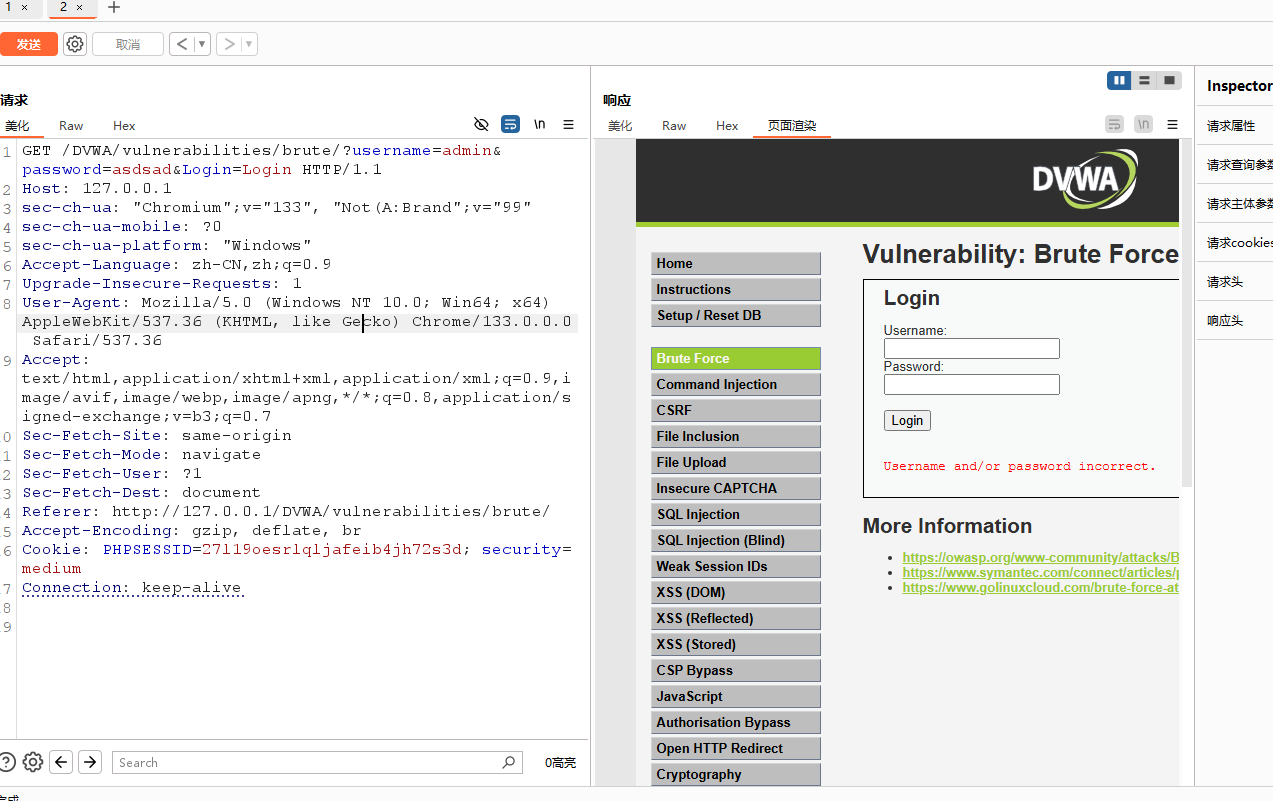 1 × 2 × +
发送 取消 < ▼ > ▼
请求
美化 Raw Hex \n ≡
1 GET /DVWA/vulnerabilities/brute/?username=admin&
password=asdsad&Login=Login HTTP/1.1
2 Host: 127.0.0.1
3 sec-ch-ua: "Chromium";v="133", "Not(A:Brand";v="99"
4 sec-ch-ua-mobile: ?0
5 sec-ch-ua-platform: "Windows"
6 Accept-Language: zh-CN,zh;q=0.9
7 Upgrade-Insecure-Requests: 1
8 User-Agent: Mozilla/5.0 (Windows NT 10.0; Win64; x64)
AppleWebKit/537.36 (KHTML, like Gecko) Chrome/133.0.0.0
Safari/537.36
9 Accept:
text/html,application/xhtml+xml,application/xml;q=0.9,i
mage/avif,image/webp,image/apng,*/*;q=0.8,application/s
igned-exchange;v=b3;q=0.7
0 Sec-Fetch-Site: same-origin
1 Sec-Fetch-Mode: navigate
2 Sec-Fetch-User: ?1
3 Sec-Fetch-Dest: document
4 Referer: http://127.0.0.1/DVWA/vulnerabilities/brute/
5 Accept-Encoding: gzip, deflate, br
6 Cookie: PHPSESSID=27l19oesrlqljafeib4jh72s3d; security=
medium
7 Connection: keep-alive
8
9
? Search 0高亮
完成
响应
美化 Raw Hex 页面渲染 \n ≡
DVWA
Home
Instructions
Setup / Reset DB
Brute Force
Command Injection
CSRF
File Inclusion
File Upload
Insecure CAPTCHA
SQL Injection
SQL Injection (Blind)
Weak Session IDs
XSS (DOM)
XSS (Reflected)
XSS (Stored)
CSP Bypass
JavaScript
Authorisation Bypass
Open HTTP Redirect
Cryptography
Vulnerability: Brute Force
Login
Username:
Password:
Login
Username and/or password incorrect.
More Information
https://owasp.org/www-community/attacks/B
https://www.symantec.com/connect/articles/p
https://www.golinuxcloud.com/brute-force-at
Inspector
请求属性
请求查询参数
请求主体参数
请求cookies
请求头
响应头